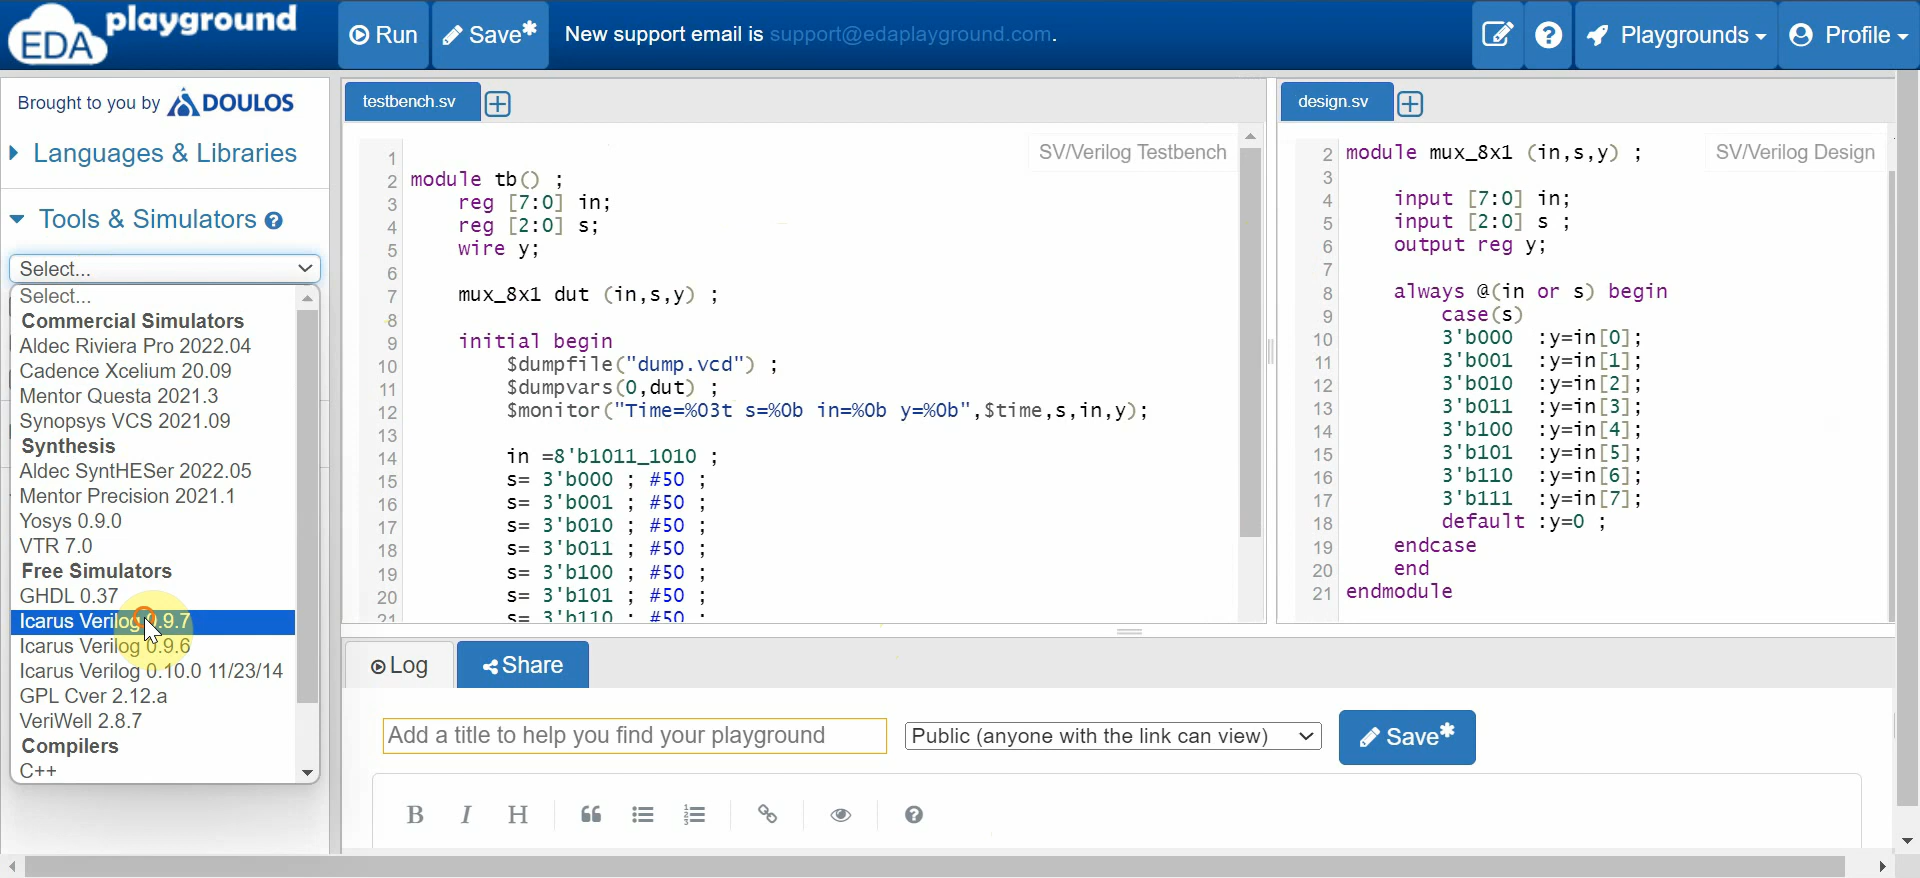 EDA playground
Run
Save*
New support email is support@edaplayground.com.
Playgrounds
Profile
Brought to you by DOULOS
Languages & Libraries
Tools & Simulators
Select...
Select...
Commercial Simulators
Aldec Riviera Pro 2022.04
Cadence Xcelium 20.09
Mentor Questa 2021.3
Synopsys VCS 2021.09
Synthesis
Aldec SyntHESer 2022.05
Mentor Precision 2021.1
Yosys 0.9.0
VTR 7.0
Free Simulators
GHDL 0.37
Icarus Verilog 0.9.7
Icarus Verilog 0.9.6
Icarus Verilog 0.10.0 11/23/14
GPL Cver 2.12.a
VeriWell 2.8.7
Compilers
C++
testbench.sv
SV/Verilog Testbench
1
2 module tb() ;
3 reg [7:0] in;
4 reg [2:0] s;
5 wire y;
6
7 mux_8x1 dut (in,s,y) ;
8
9 initial begin
10 $dumpfile("dump.vcd") ;
11 $dumpvars(0,dut) ;
12 $monitor("Time=%03t s=%0b in=%0b y=%0b",$time,s,in,y);
13
14 in =8'b1011_1010 ;
15 s= 3'b000 ; #50 ;
16 s= 3'b001 ; #50 ;
17 s= 3'b010 ; #50 ;
18 s= 3'b011 ; #50 ;
19 s= 3'b100 ; #50 ;
20 s= 3'b101 ; #50 ;
21 s= 3'b110 ; #50 ;
design.sv
SV/Verilog Design
2 module mux_8x1 (in,s,y) ;
3
4 input [7:0] in;
5 input [2:0] s ;
6 output reg y;
7
8 always @(in or s) begin
9 case(s)
10 3'b000 :y=in[0];
11 3'b001 :y=in[1];
12 3'b010 :y=in[2];
13 3'b011 :y=in[3];
14 3'b100 :y=in[4];
15 3'b101 :y=in[5];
16 3'b110 :y=in[6];
17 3'b111 :y=in[7];
18 default :y=0 ;
19 endcase
20 end
21 endmodule
Log
Share
Add a title to help you find your playground
Public (anyone with the link can view)
Save*
B I H